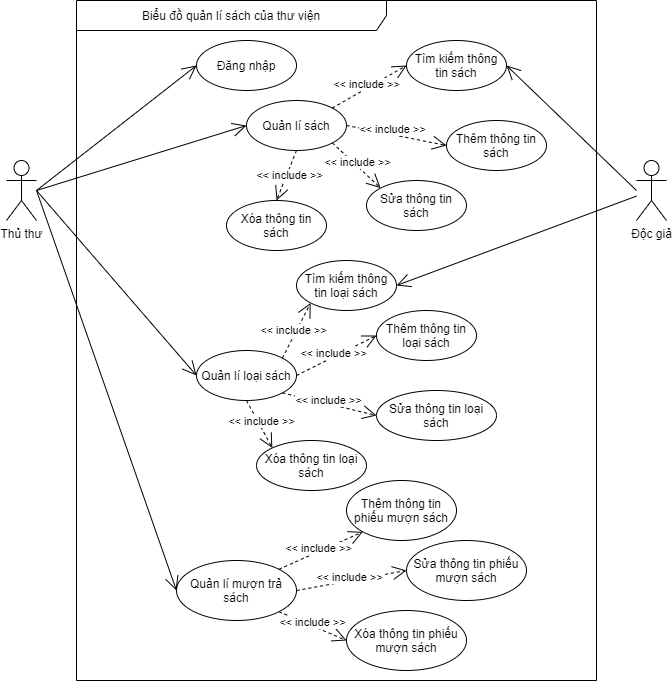 Biểu đồ quản lí sách của thư viện
Đăng nhập
Tìm kiếm thông
tin sách
<< include >>
Quản lí sách
<< include >>
Thêm thông tin
sách
<< include >>
<< include >>
Xóa thông tin
sách
Sửa thông tin
sách
Thủ thư
Độc giả
Tìm kiếm thông
tin loại sách
<< include >>
Thêm thông tin
loại sách
<< include >>
Quản lí loại sách
<< include >>
Sửa thông tin loại
sách
<< include >>
Xóa thông tin loại
sách
Thêm thông tin
phiếu mượn sách
<< include >>
Quản lí mượn trả
sách
<< include >>
Sửa thông tin phiếu
mượn sách
<< include >>
Xóa thông tin phiếu
mượn sách